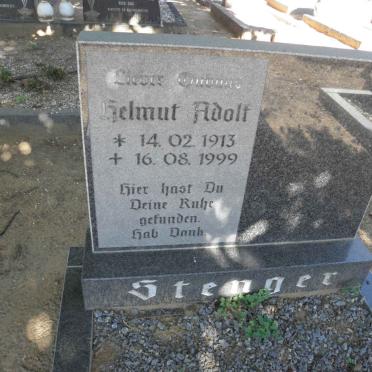 Helmut Adolf
* 14.02.1913
+ 16.08.1999
Hier hast Du
Deine Ruhe
gefunden.
Hab Dank
Stenger